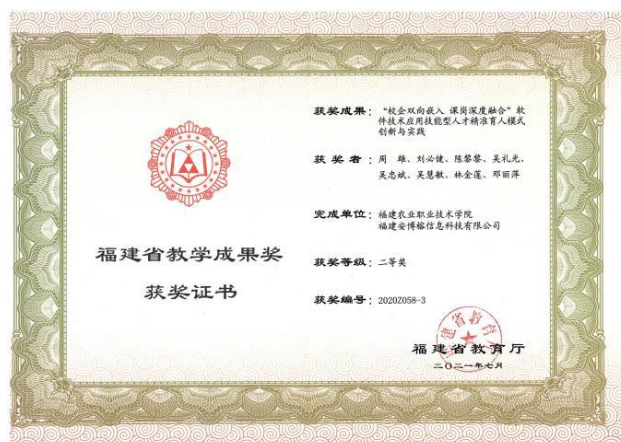 福建省教学成果奖
获奖证书
获奖成果：“校企双向嵌入 课岗深度融合”软
件技术应用技能型人才精准育人模式
创新与实践
获 奖 者：周 雄、刘必健、陈黎黎、吴礼光、
吴忠斌、吴慧敏、林金莲、邓丽萍
完成单位：福建农业职业技术学院
福建安博榕信息科技有限公司
获奖等级：二等奖
获奖编号：2020Z058-3
福建省教育厅
二〇二一年七月